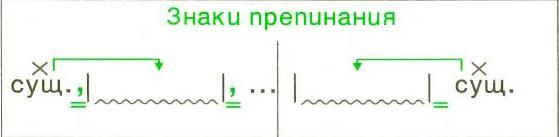 Знаки препинания
сущ., | |, ... | | сущ.